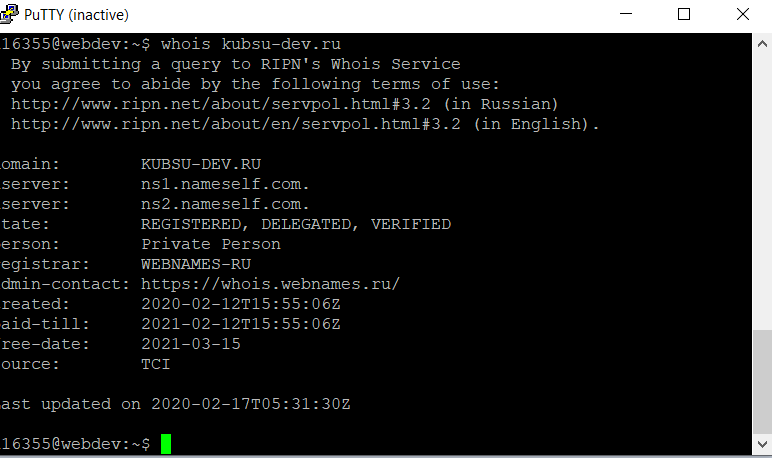 PuTTY (inactive)
16355@webdev:~$ whois kubsu-dev.ru
By submitting a query to RIPN's Whois Service
you agree to abide by the following terms of use:
http://www.ripn.net/about/servpol.html#3.2 (in Russian)
http://www.ripn.net/about/en/servpol.html#3.2 (in English).
omain: KUBSU-DEV.RU
server: ns1.nameself.com.
server: ns2.nameself.com.
tate: REGISTERED, DELEGATED, VERIFIED
erson: Private Person
egistrar: WEBNAMES-RU
dmin-contact: https://whois.webnames.ru/
reated: 2020-02-12T15:55:06Z
aid-till: 2021-02-12T15:55:06Z
ree-date: 2021-03-15
ource: TCI
ast updated on 2020-02-17T05:31:30Z
16355@webdev:~$